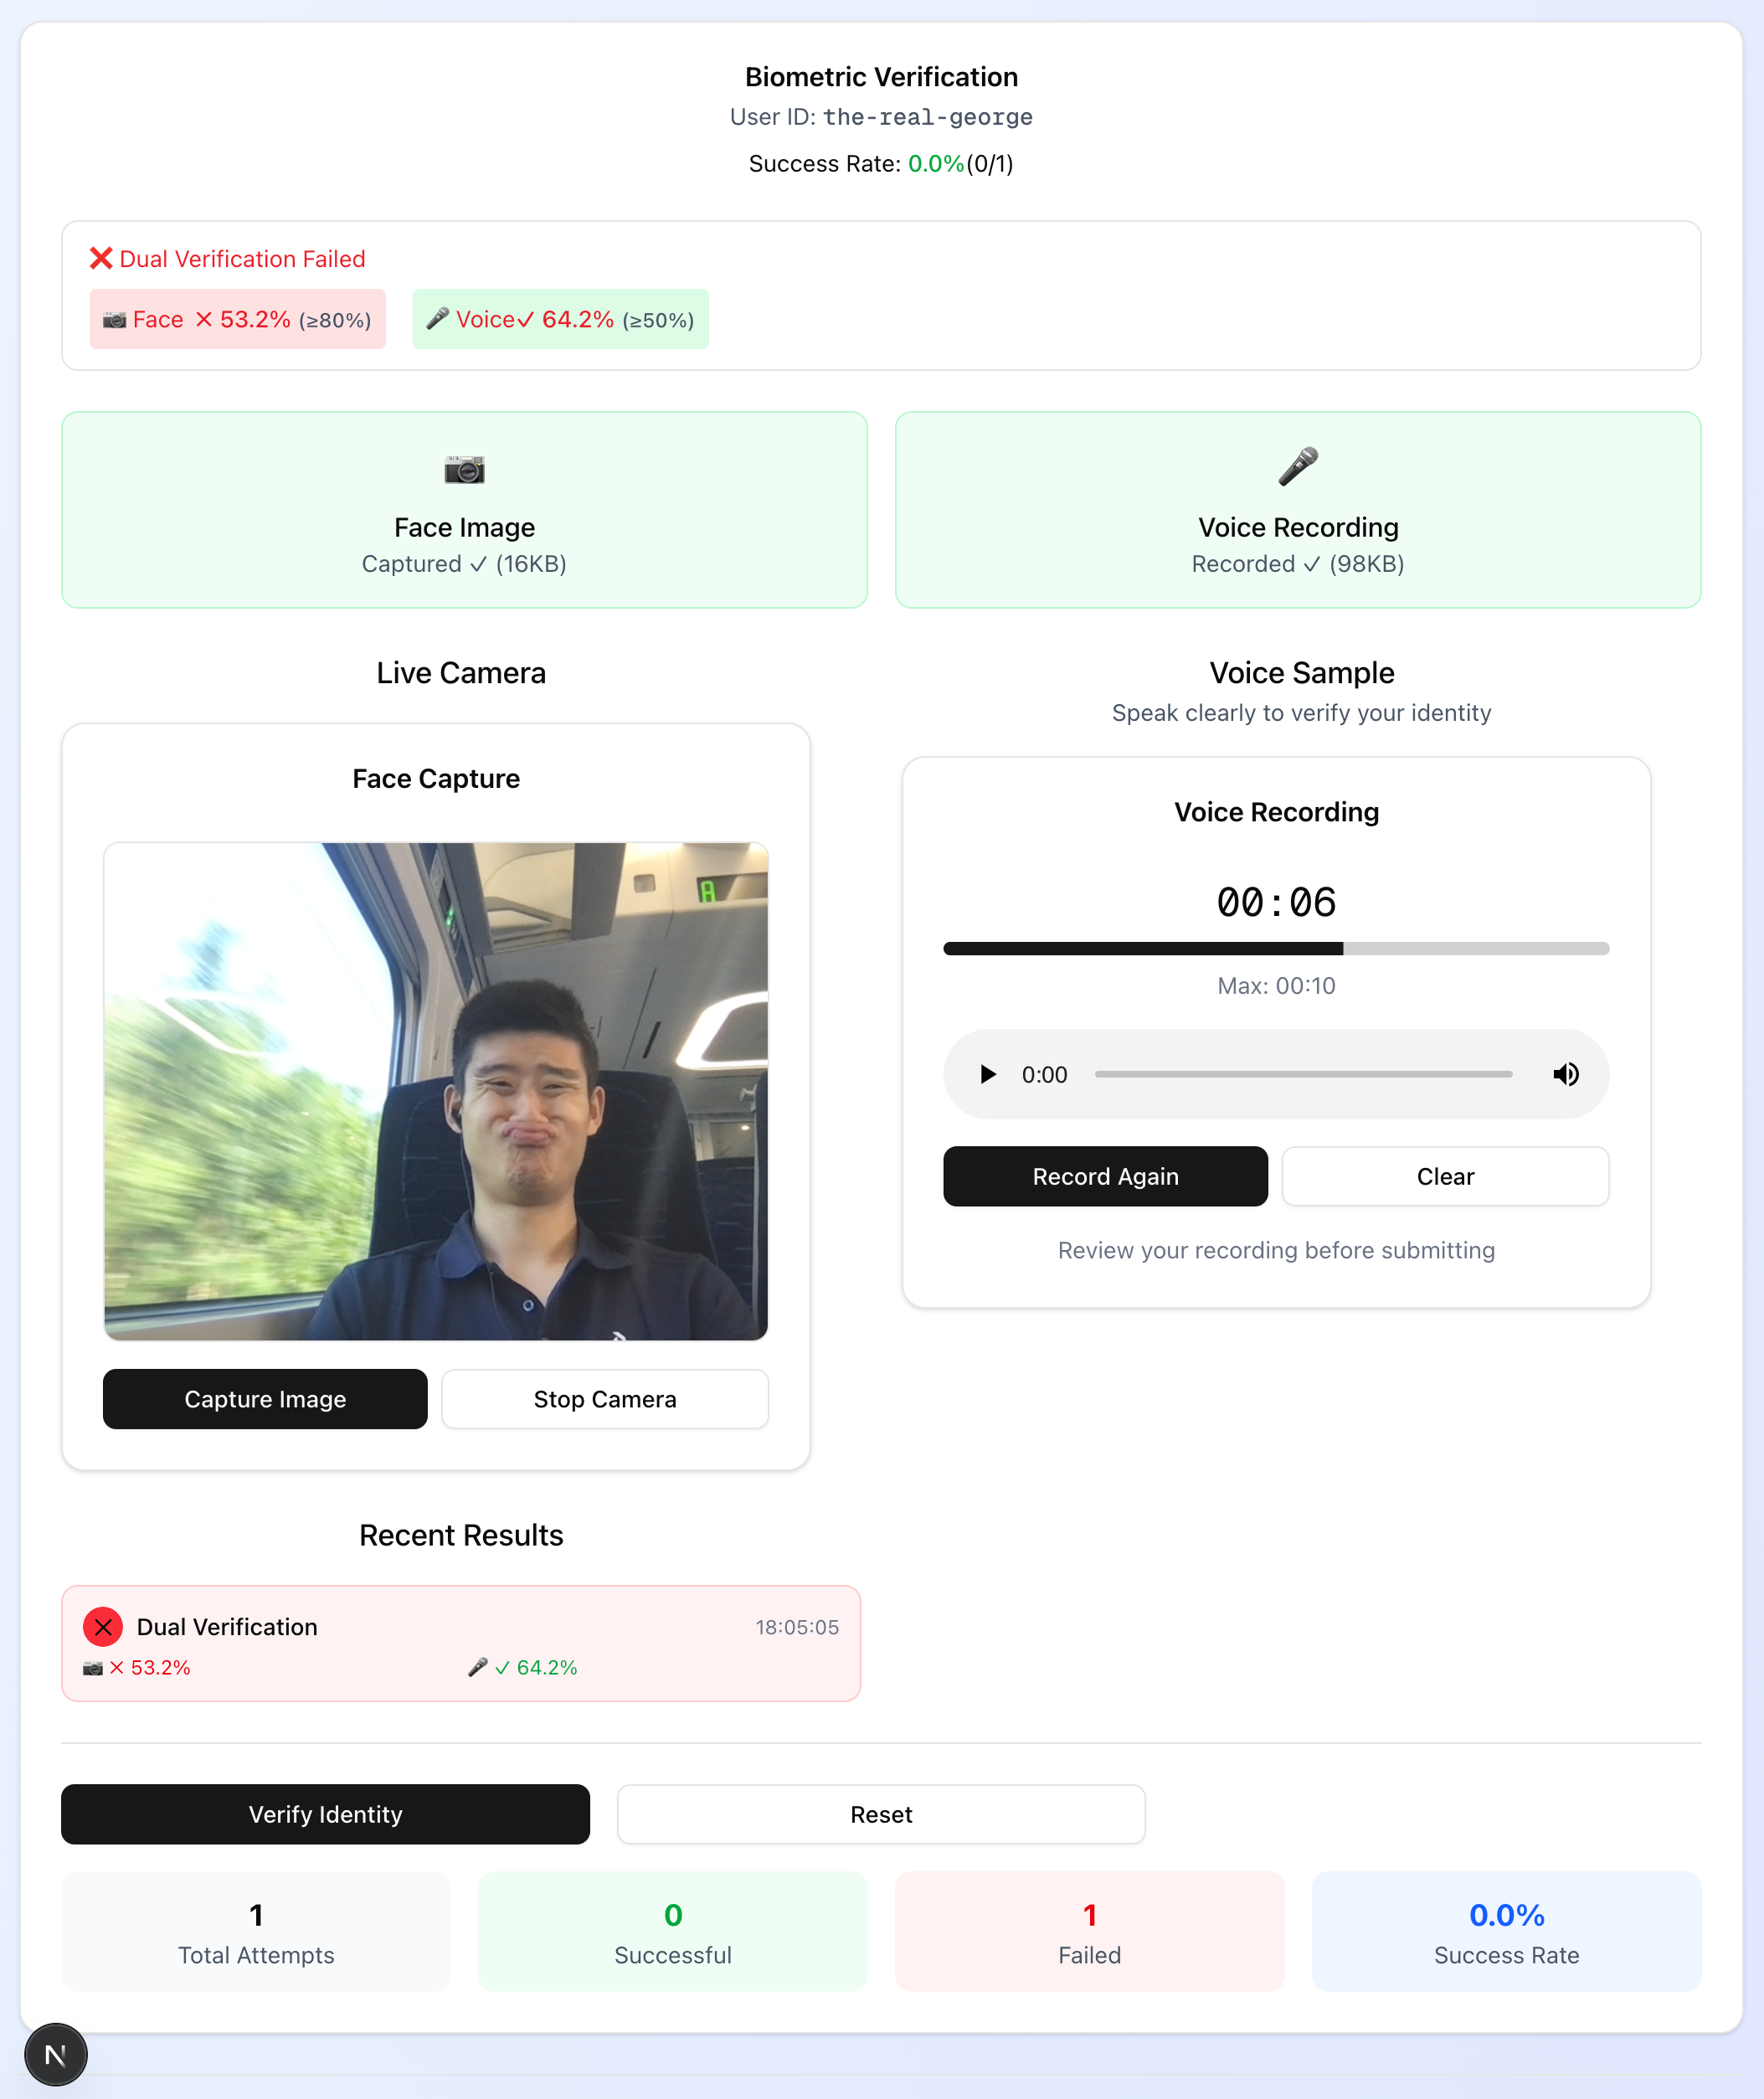 Biometric Verification
User ID: the-real-george
Success Rate: 0.0%(0/1)
❌ Dual Verification Failed
📷 Face ✕ 53.2% (≥80%)
🎤 Voice✓ 64.2% (≥50%)
Face Image
Captured ✓ (16KB)
Voice Recording
Recorded ✓ (98KB)
Live Camera
Face Capture
A
Capture Image
Stop Camera
Voice Sample
Speak clearly to verify your identity
Voice Recording
00:06
Max: 00:10
0:00
Record Again
Clear
Review your recording before submitting
Recent Results
Dual Verification
18:05:05
📷 ✕ 53.2%
🎤 ✓ 64.2%
Verify Identity
Reset
1
Total Attempts
0
Successful
1
Failed
0.0%
Success Rate
N